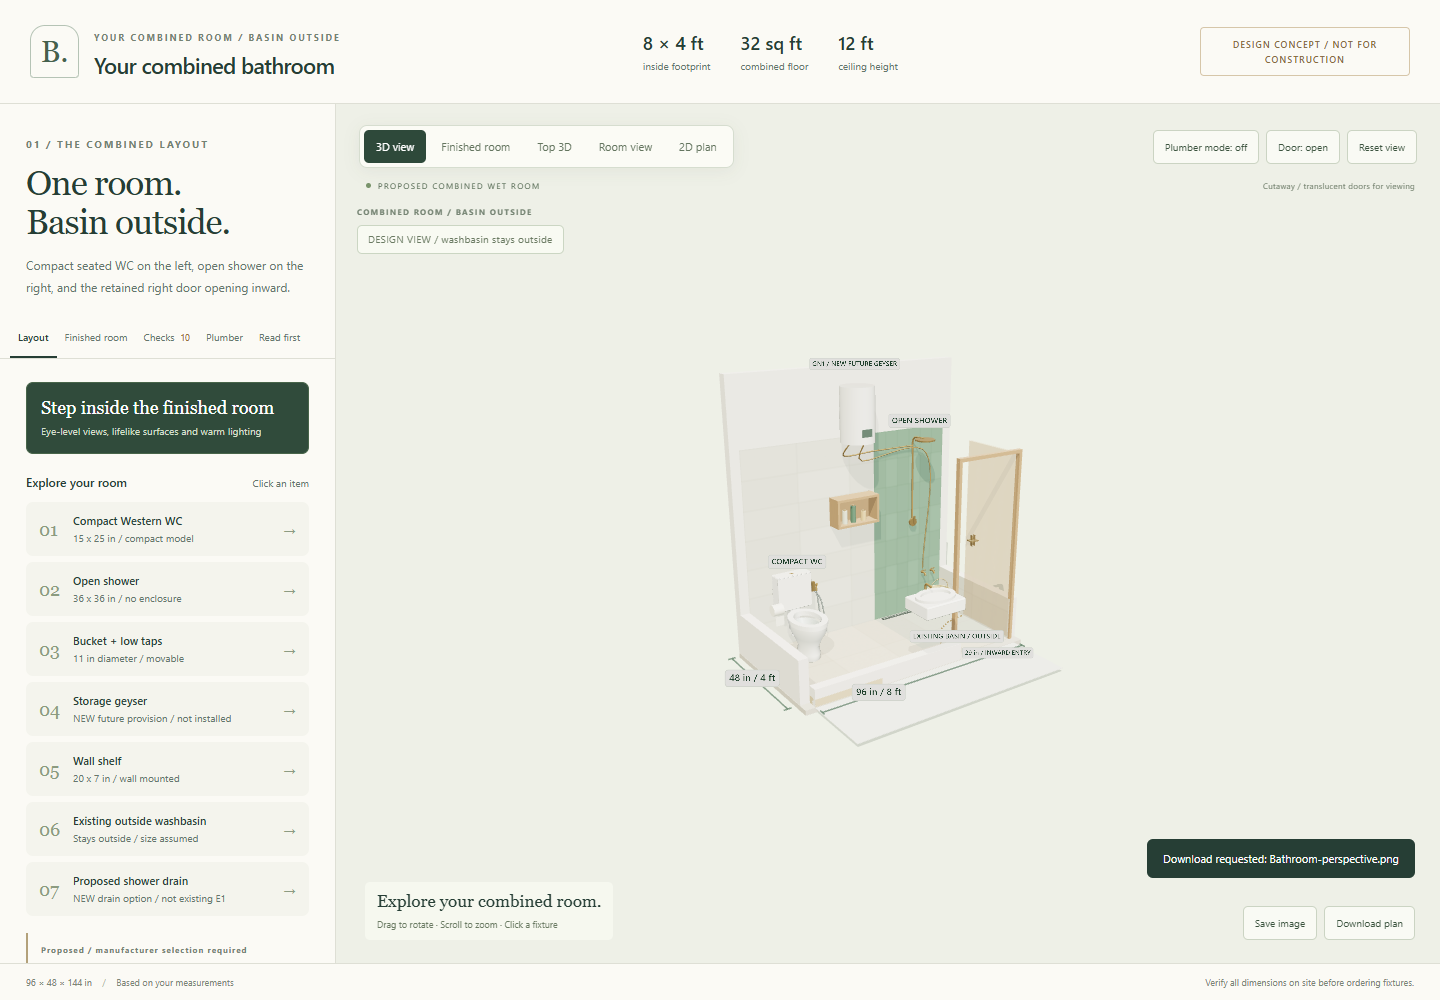 B.
YOUR COMBINED ROOM / BASIN OUTSIDE
Your combined bathroom
8 × 4 ft
inside footprint
32 sq ft
combined floor
12 ft
ceiling height
DESIGN CONCEPT / NOT FOR
CONSTRUCTION
01 / THE COMBINED LAYOUT
One room.
Basin outside.
Compact seated WC on the left, open shower on the
right, and the retained right door opening inward.
Layout
Finished room
Checks 10
Plumber
Read first
Step inside the finished room
Eye-level views, lifelike surfaces and warm lighting
Explore your room
Click an item
01
Compact Western WC
15 x 25 in / compact model
→
02
Open shower
36 x 36 in / no enclosure
→
03
Bucket + low taps
11 in diameter / movable
→
04
Storage geyser
NEW future provision / not installed
→
05
Wall shelf
20 x 7 in / wall mounted
→
06
Existing outside washbasin
Stays outside / size assumed
→
07
Proposed shower drain
NEW drain option / not existing E1
→
Proposed / manufacturer selection required
3D view
Finished room
Top 3D
Room view
2D plan
Plumber mode: off
Door: open
Reset view
PROPOSED COMBINED WET ROOM
Cutaway / translucent doors for viewing
COMBINED ROOM / BASIN OUTSIDE
DESIGN VIEW / washbasin stays outside
/ NEW FUTURE GEYSER
OPEN SHOWER
COMPACT WC
EXISTING BASIN / OUTSIDE
/ INWARD ENTRY
48 in / 4 ft
96 in / 8 ft
Download requested: Bathroom-perspective.png
Explore your combined room.
Drag to rotate · Scroll to zoom · Click a fixture
Save image
Download plan
96 × 48 × 144 in / Based on your measurements
Verify all dimensions on site before ordering fixtures.